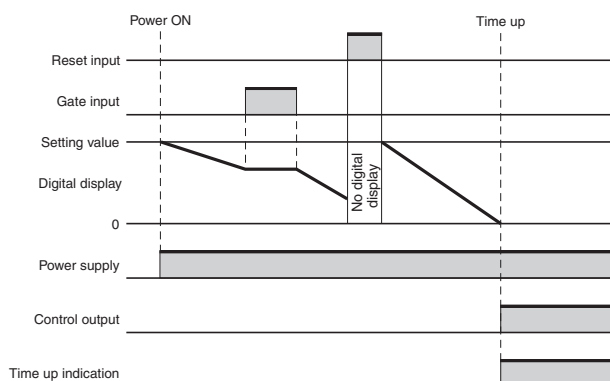 Power ON
Time up
Reset input
Gate input
Setting value
Digital display
No digital
display
0
Power supply
Control output
Time up indication